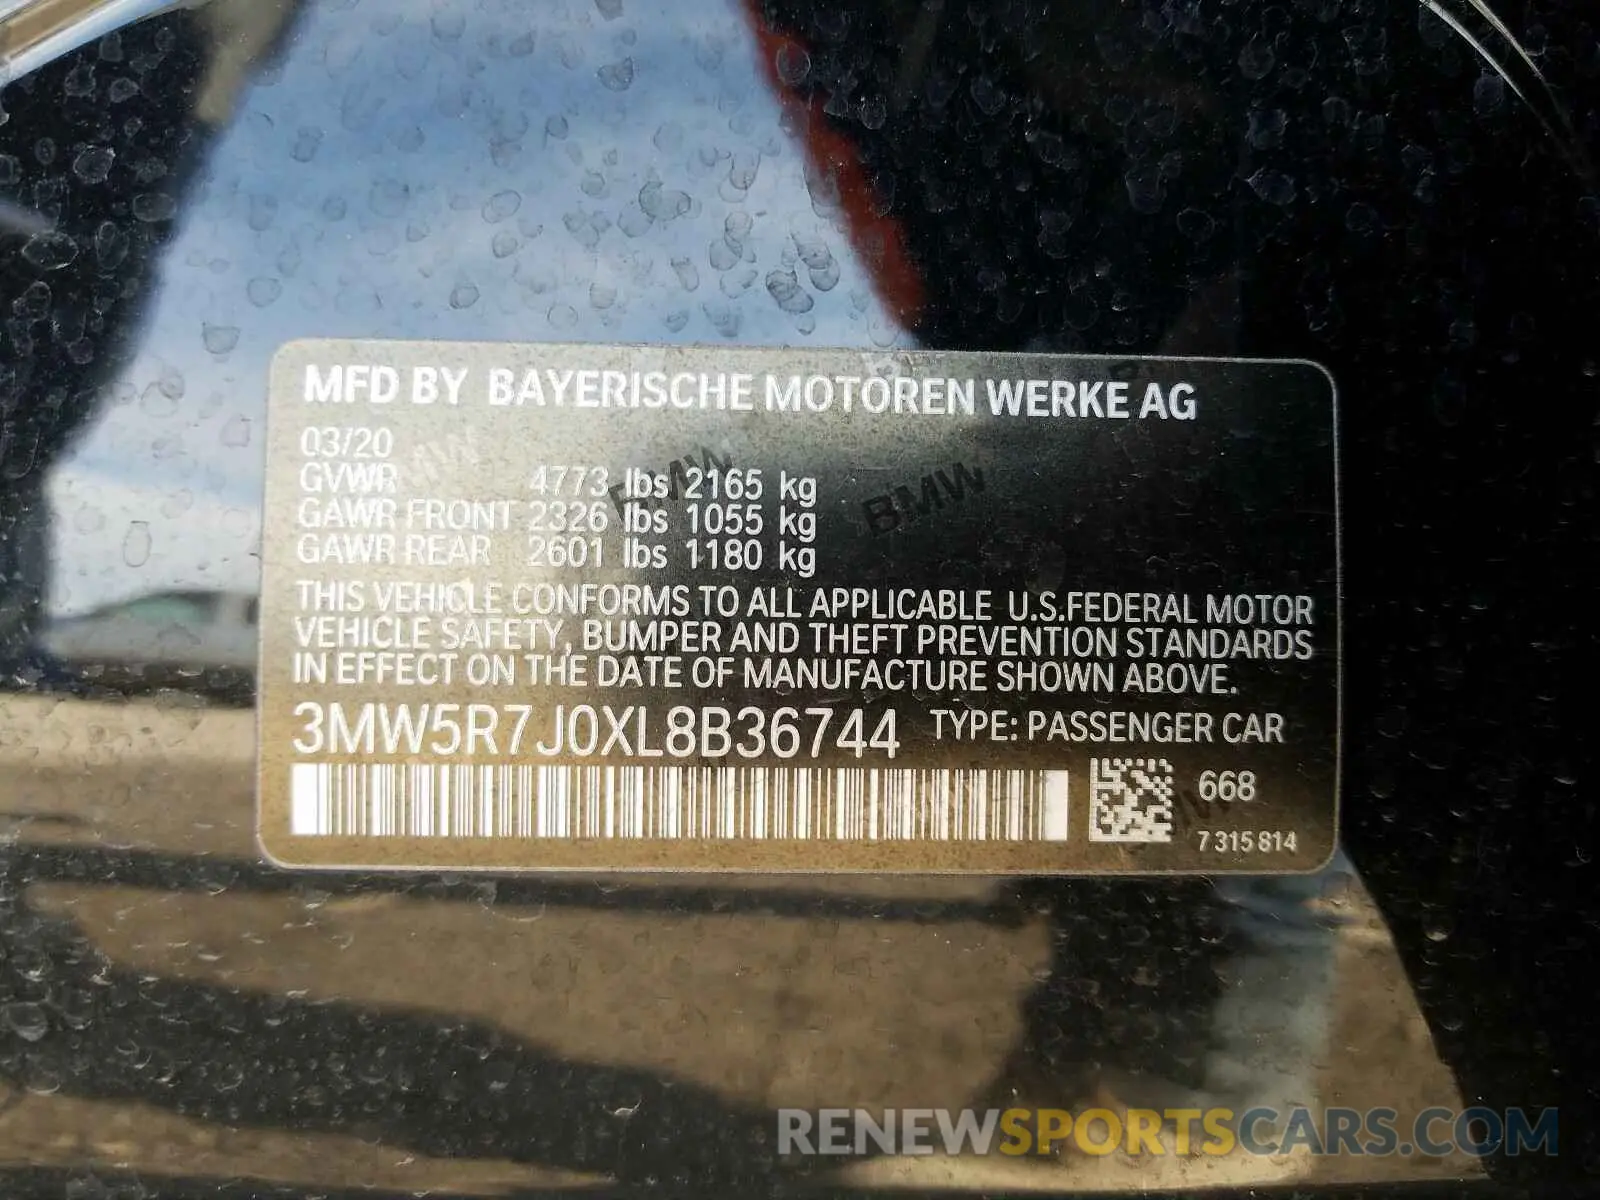 MFD BY BAYERISCHE MOTOREN WERKE AG
03/20
GVWR 4773 lbs 2165 kg
GAWR FRONT 2326 lbs 1055 kg
GAWR REAR 2601 lbs 1180 kg
THIS VEHICLE CONFORMS TO ALL APPLICABLE U.S.FEDERAL MOTOR
VEHICLE SAFETY, BUMPER AND THEFT PREVENTION STANDARDS
IN EFFECT ON THE DATE OF MANUFACTURE SHOWN ABOVE.
3MW5R7J0XL8B36744 TYPE: PASSENGER CAR
668
7 315 814
BMW BMW BMW
RENEWSPORTSCARS.COM